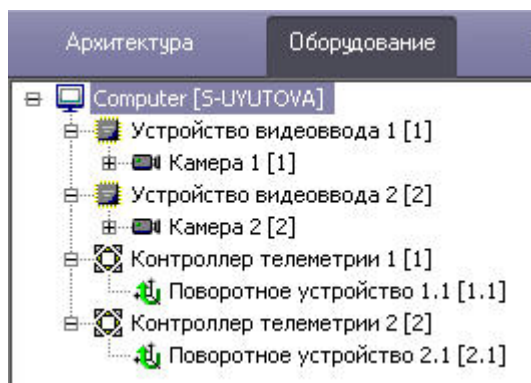 Архитектура Оборудование
Computer [S-UYUTOVA]
Устройство видеоввода 1 [1]
Камера 1 [1]
Устройство видеоввода 2 [2]
Камера 2 [2]
Контроллер телеметрии 1 [1]
Поворотное устройство 1.1 [1.1]
Контроллер телеметрии 2 [2]
Поворотное устройство 2.1 [2.1]